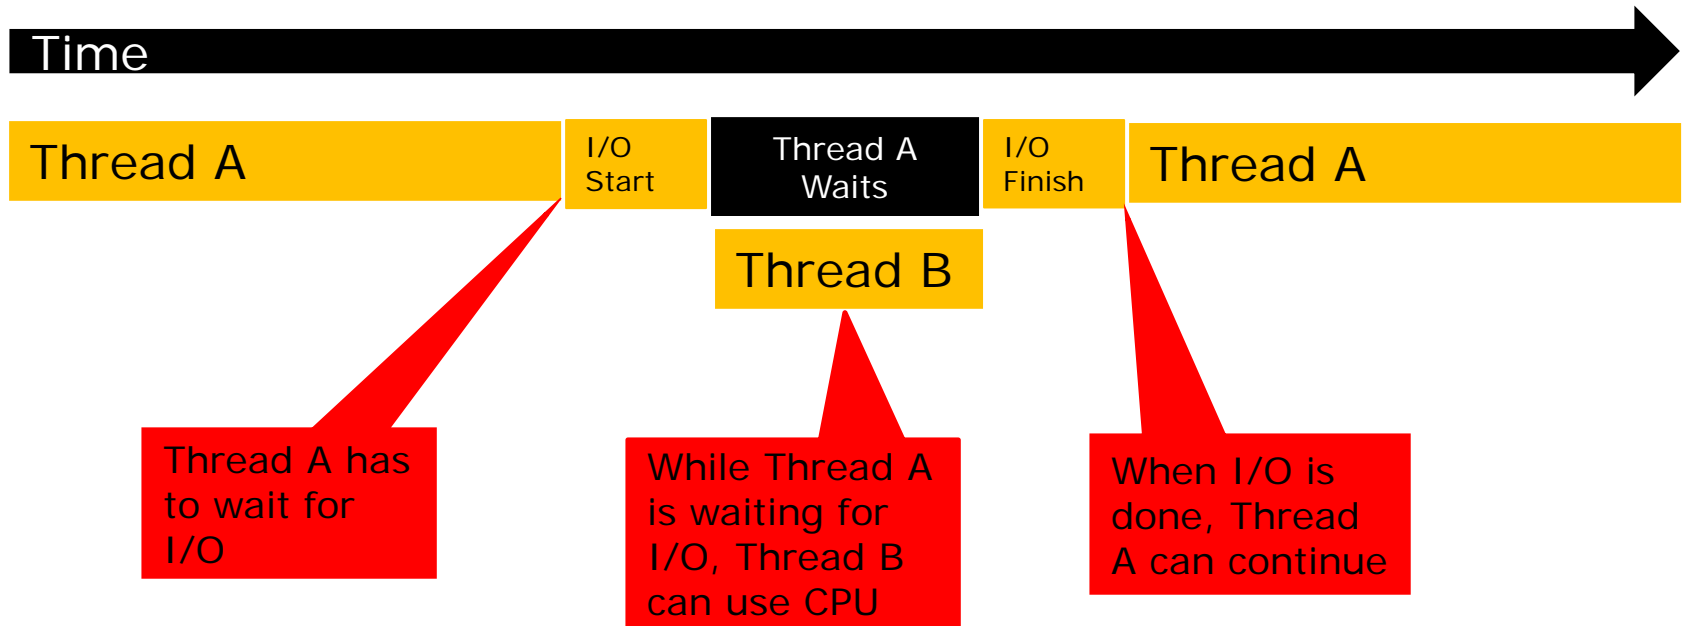 Time
Thread A
I/O
Start
Thread A
Waits
I/O
Finish
Thread A
Thread B
Thread A has
to wait for
I/O
While Thread A
is waiting for
I/O, Thread B
can use CPU
When I/O is
done, Thread
A can continue